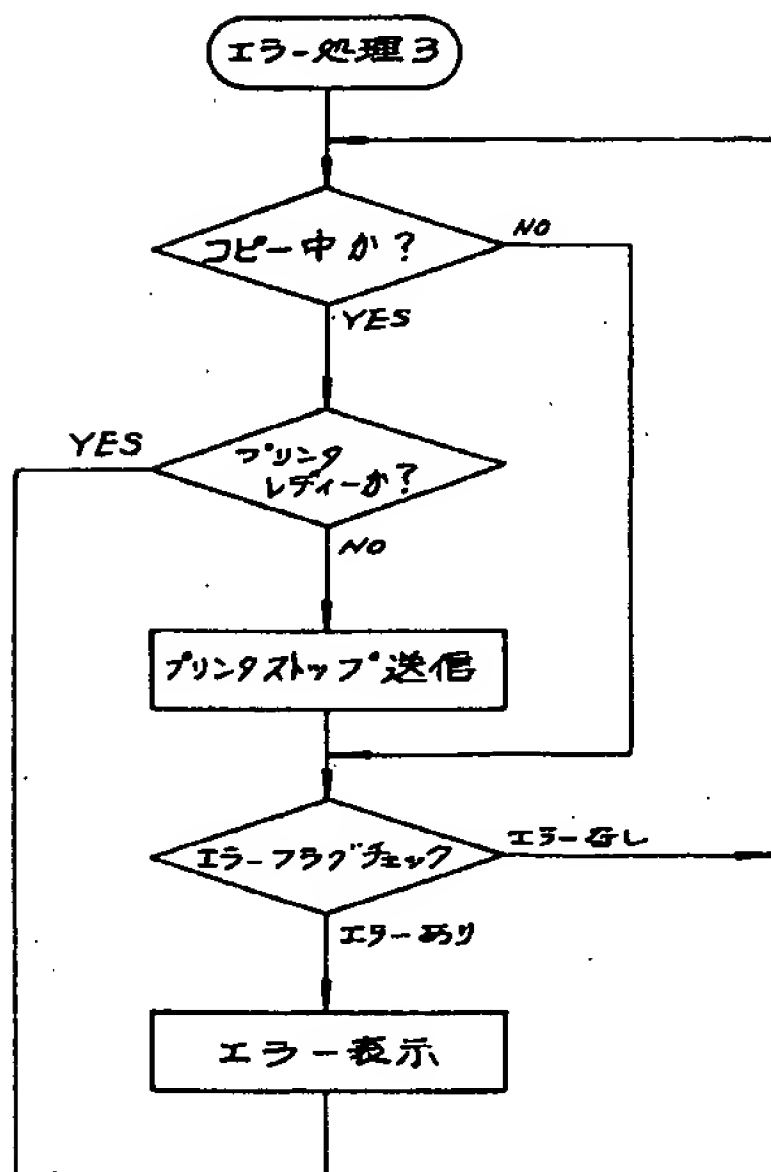 エラー処理3
コピー中か?
NO
YES
YES
プリンタ
レディーか?
NO
プリンタストップ送信
エラーフラグチェック
エラー無し
エラーあり
エラー表示